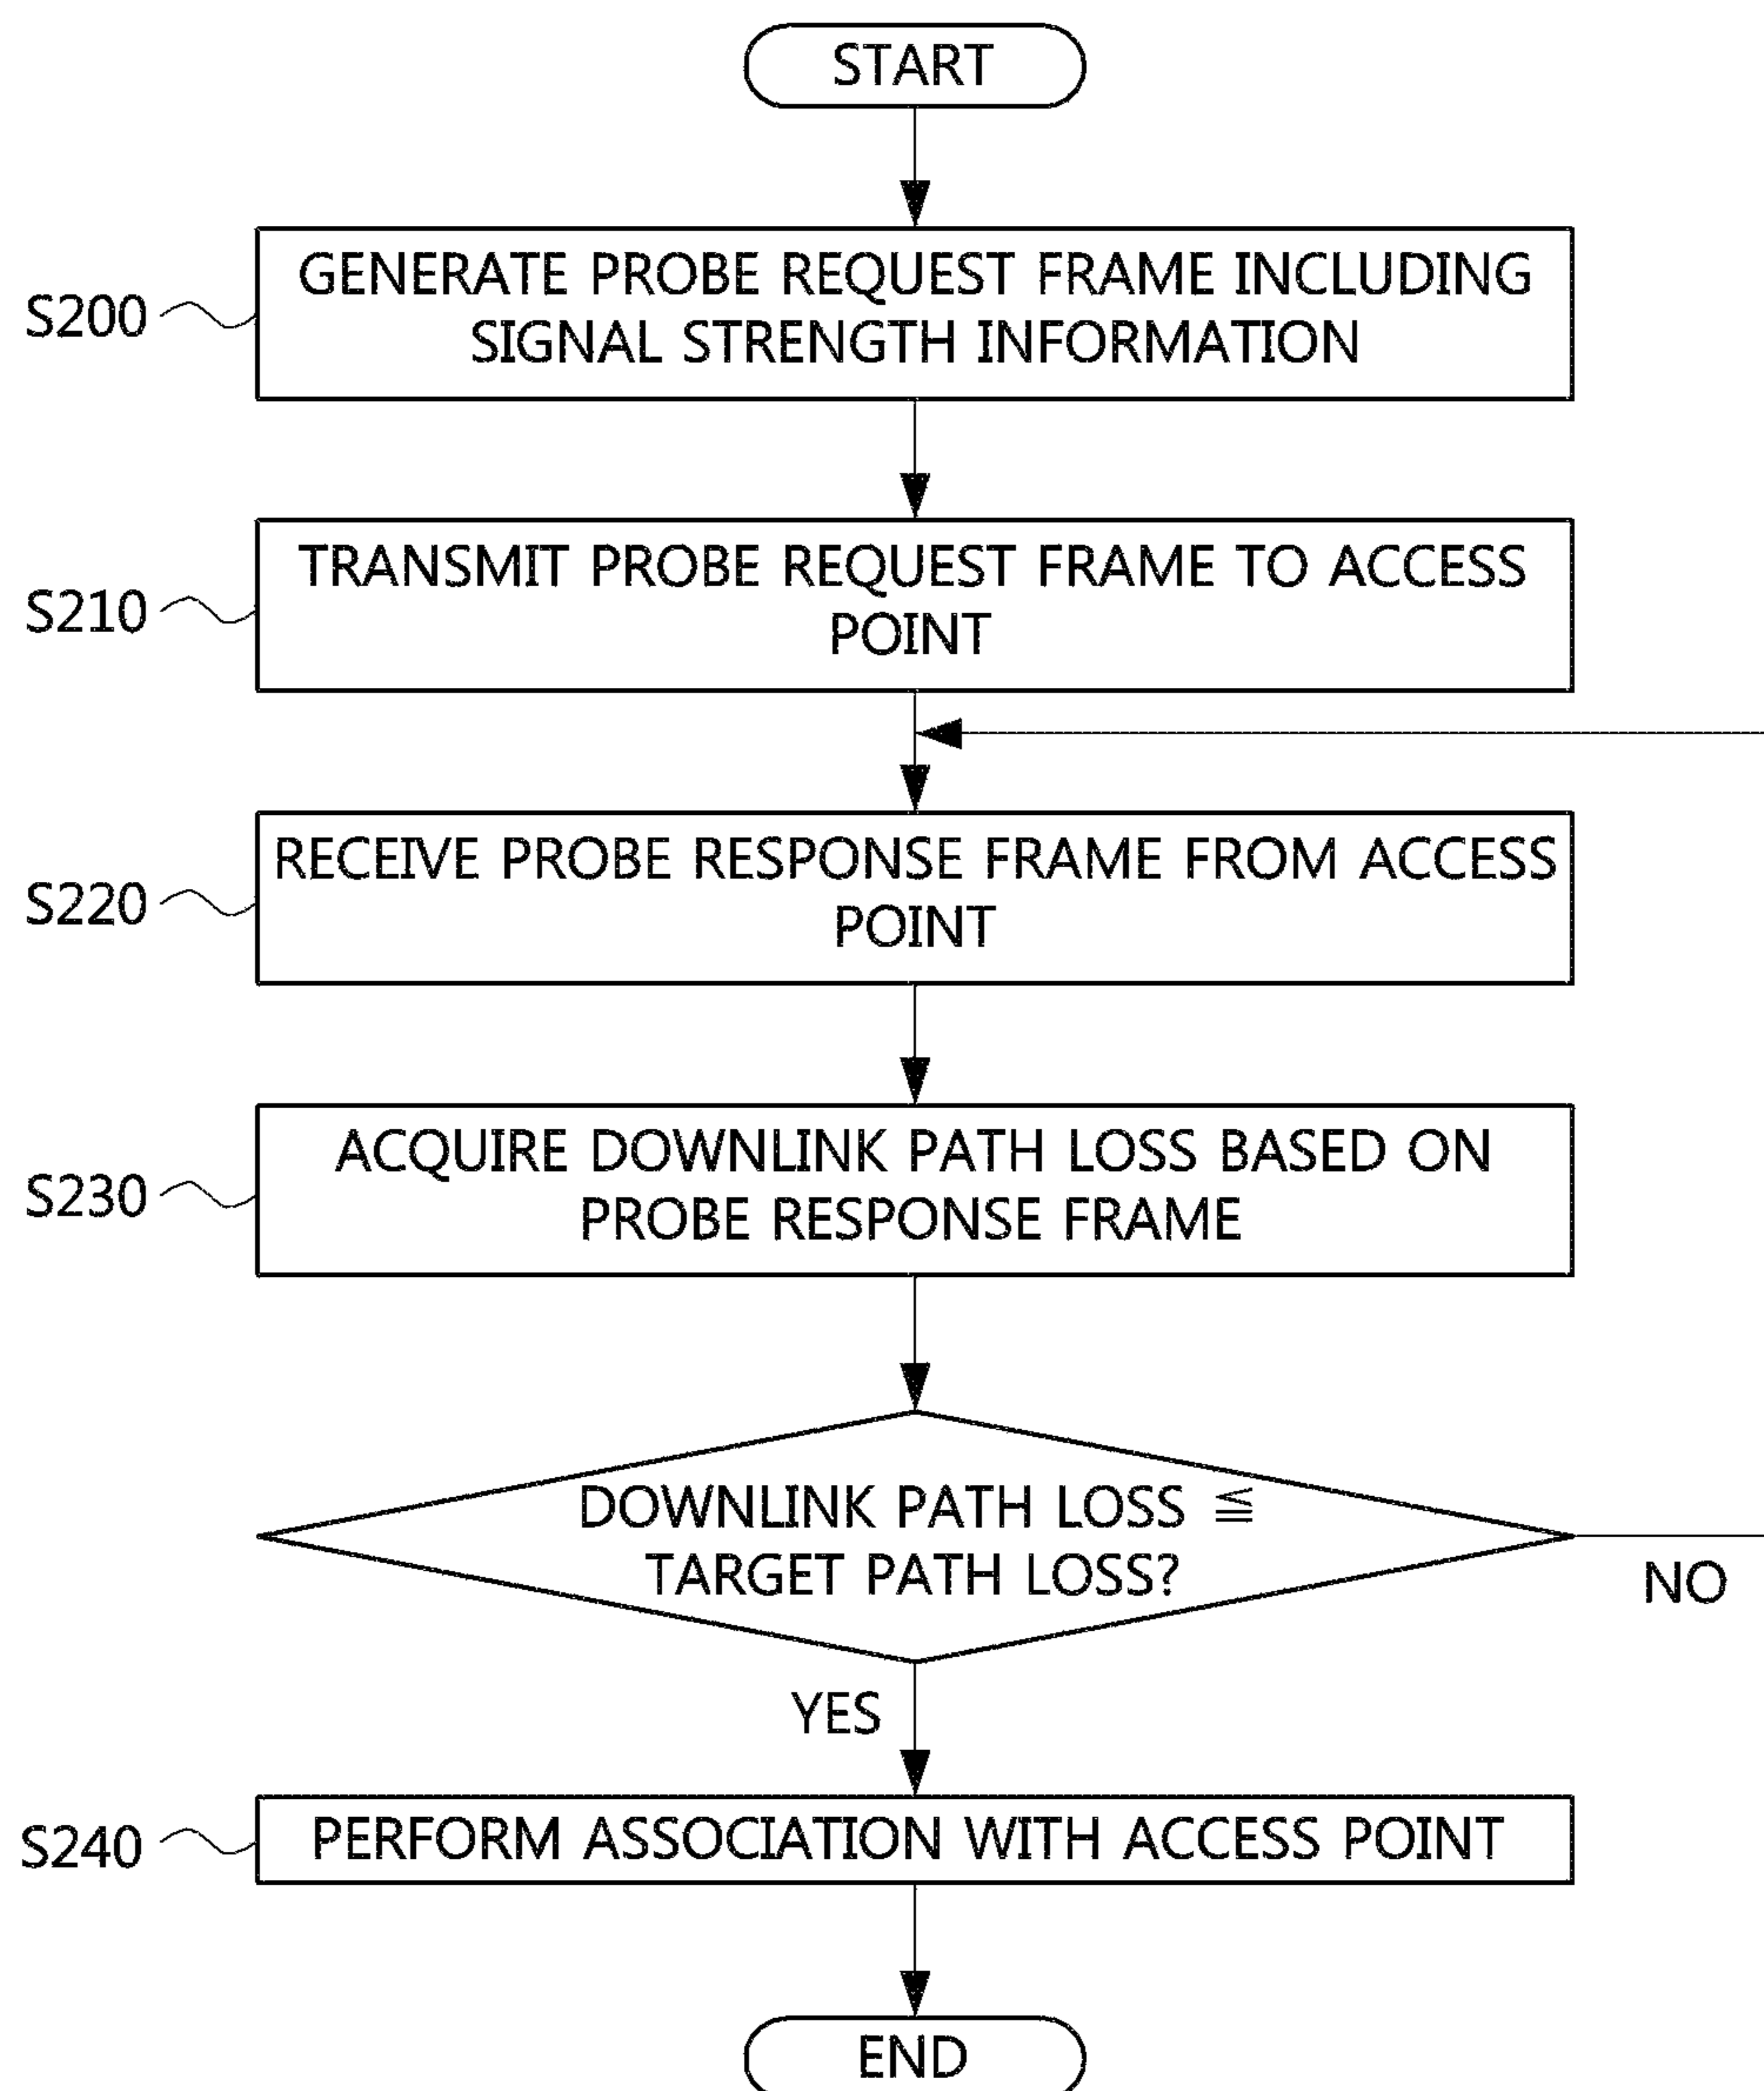 START
S200
GENERATE PROBE REQUEST FRAME INCLUDING
SIGNAL STRENGTH INFORMATION
S210
TRANSMIT PROBE REQUEST FRAME TO ACCESS
POINT
S220
RECEIVE PROBE RESPONSE FRAME FROM ACCESS
POINT
S230
ACQUIRE DOWNLINK PATH LOSS BASED ON
PROBE RESPONSE FRAME
DOWNLINK PATH LOSS ≦
TARGET PATH LOSS?
NO
YES
S240
PERFORM ASSOCIATION WITH ACCESS POINT
END